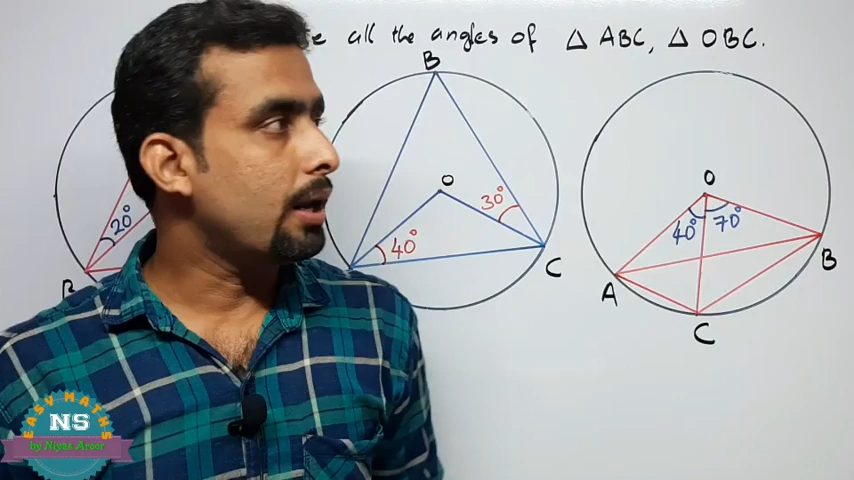 all the angles of △ ABC, △ OBC.
20°
B
B
O
30°
40°
C
O
40° 70°
A
B
C
EASY MATHS
NS
by Niyas Aroor